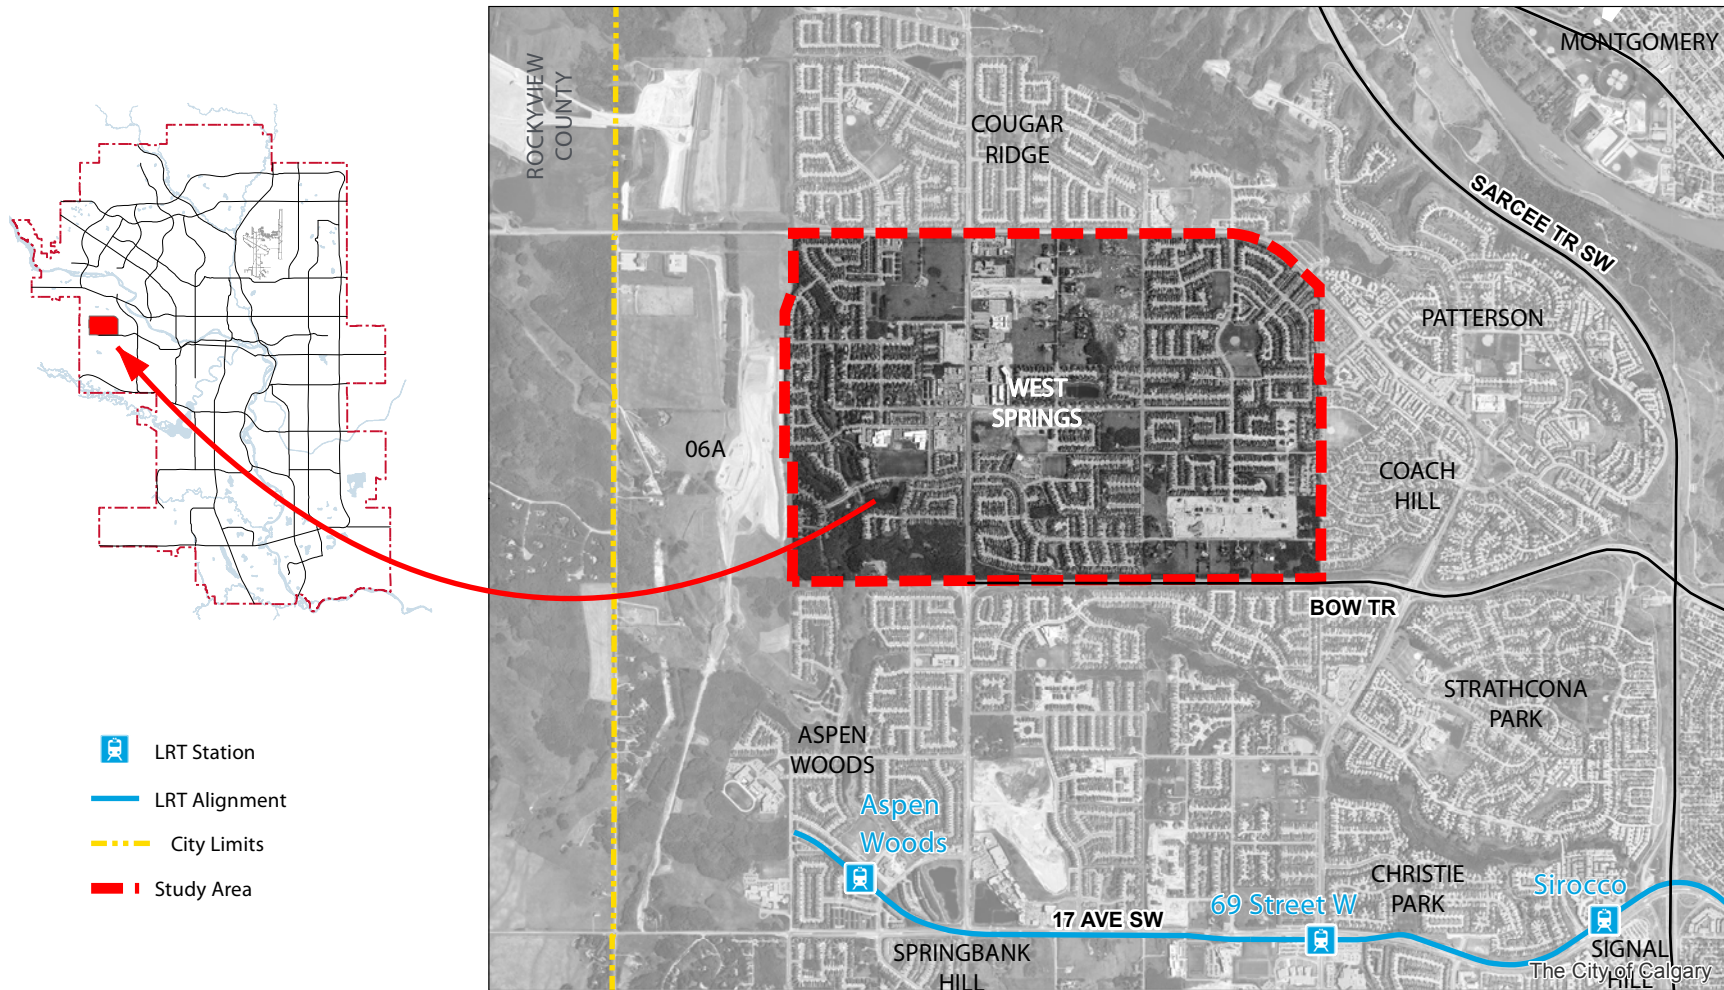 MONTGOMERY
ROCKYVIEW
COUNTY
COUGAR
RIDGE
SARCEE TR SW
PATTERSON
WEST
SPRINGS
06A
COACH
HILL
BOW TR
STRATHCONA
PARK
ASPEN
WOODS
Aspen
Woods
CHRISTIE
PARK
69 Street W
Sirocco
17 AVE SW
SPRINGBANK
HILL
SIGNAL
HILL
The City of Calgary
LRT Station
LRT Alignment
City Limits
Study Area